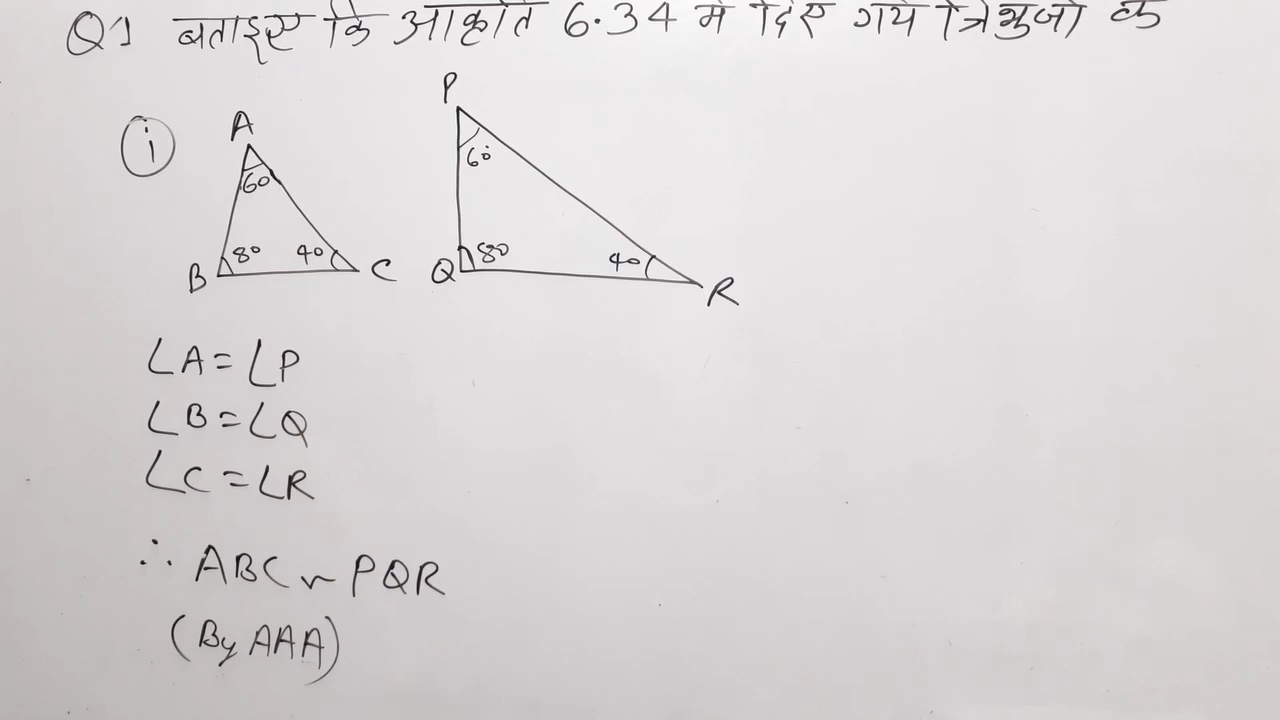 Q1 बताइए कि आकृति 6.34 में दिए गये त्रिभुजों के
i
A
60
B
80
40
C
P
60°
Q
80
40
R
∠A = ∠P
∠B = ∠Q
∠C = ∠R
∴ ABC ~ PQR
(By AAA)